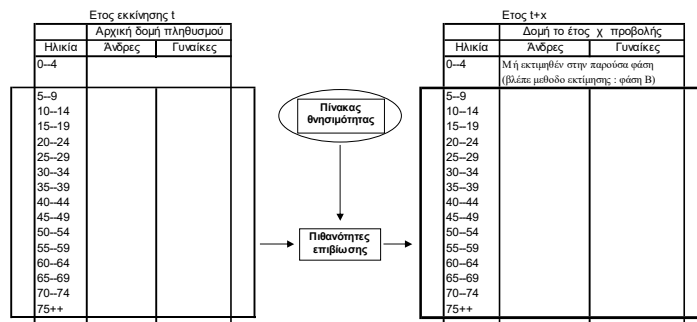 Ετος εκκίνησης t
Αρχική δομή πληθυσμού
Ηλικία Άνδρες Γυναίκες
0--4
5--9
10--14
15--19
20--24
25--29
30--34
35--39
40--44
45--49
50--54
55--59
60--64
65--69
70--74
75++
Πίνακας
θνησιμότητας
Πιθανότητες
επιβίωσης
Ετος t+x
Δομή το έτος χ προβολής
Ηλικία Άνδρες Γυναίκες
0--4 Μή εκτιμηθέν στην παρούσα φάση
(βλέπε μεθοδο εκτίμησης : φάση Β)
5--9
10--14
15--19
20--24
25--29
30--34
35--39
40--44
45--49
50--54
55--59
60--64
65--69
70--74
75++